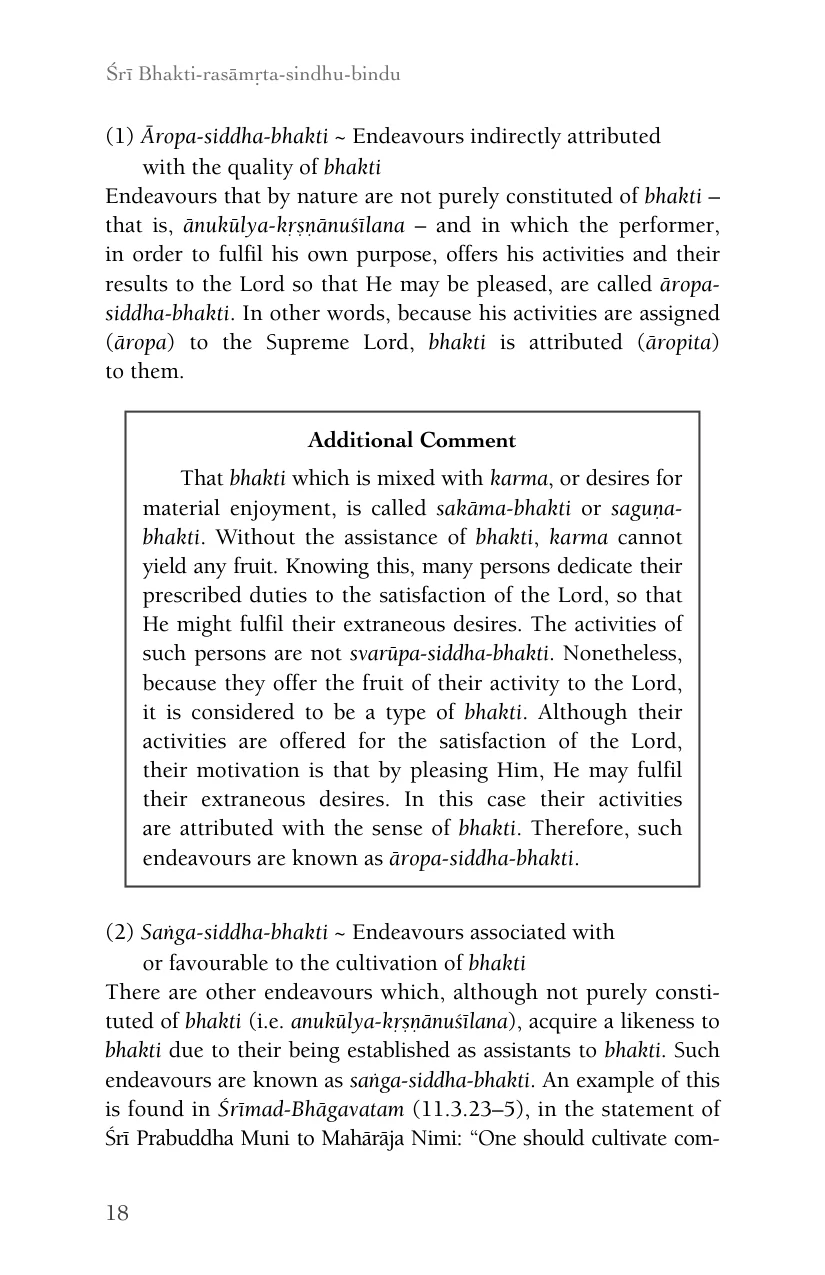 Śrī Bhakti-rasāmṛta-sindhu-bindu
(1) Āropa-siddha-bhakti ~ Endeavours indirectly attributed
with the quality of bhakti
Endeavours that by nature are not purely constituted of bhakti –
that is, ānukūlya-kṛṣṇānuśīlana – and in which the performer,
in order to fulfil his own purpose, offers his activities and their
results to the Lord so that He may be pleased, are called āropa-
siddha-bhakti. In other words, because his activities are assigned
(āropa) to the Supreme Lord, bhakti is attributed (āropita)
to them.
Additional Comment
That bhakti which is mixed with karma, or desires for
material enjoyment, is called sakāma-bhakti or saguṇa-
bhakti. Without the assistance of bhakti, karma cannot
yield any fruit. Knowing this, many persons dedicate their
prescribed duties to the satisfaction of the Lord, so that
He might fulfil their extraneous desires. The activities of
such persons are not svarūpa-siddha-bhakti. Nonetheless,
because they offer the fruit of their activity to the Lord,
it is considered to be a type of bhakti. Although their
activities are offered for the satisfaction of the Lord,
their motivation is that by pleasing Him, He may fulfil
their extraneous desires. In this case their activities
are attributed with the sense of bhakti. Therefore, such
endeavours are known as āropa-siddha-bhakti.
(2) Saṅga-siddha-bhakti ~ Endeavours associated with
or favourable to the cultivation of bhakti
There are other endeavours which, although not purely consti-
tuted of bhakti (i.e. anukūlya-kṛṣṇānuśīlana), acquire a likeness to
bhakti due to their being established as assistants to bhakti. Such
endeavours are known as saṅga-siddha-bhakti. An example of this
is found in Śrīmad-Bhāgavatam (11.3.23–5), in the statement of
Śrī Prabuddha Muni to Mahārāja Nimi: “One should cultivate com-
18